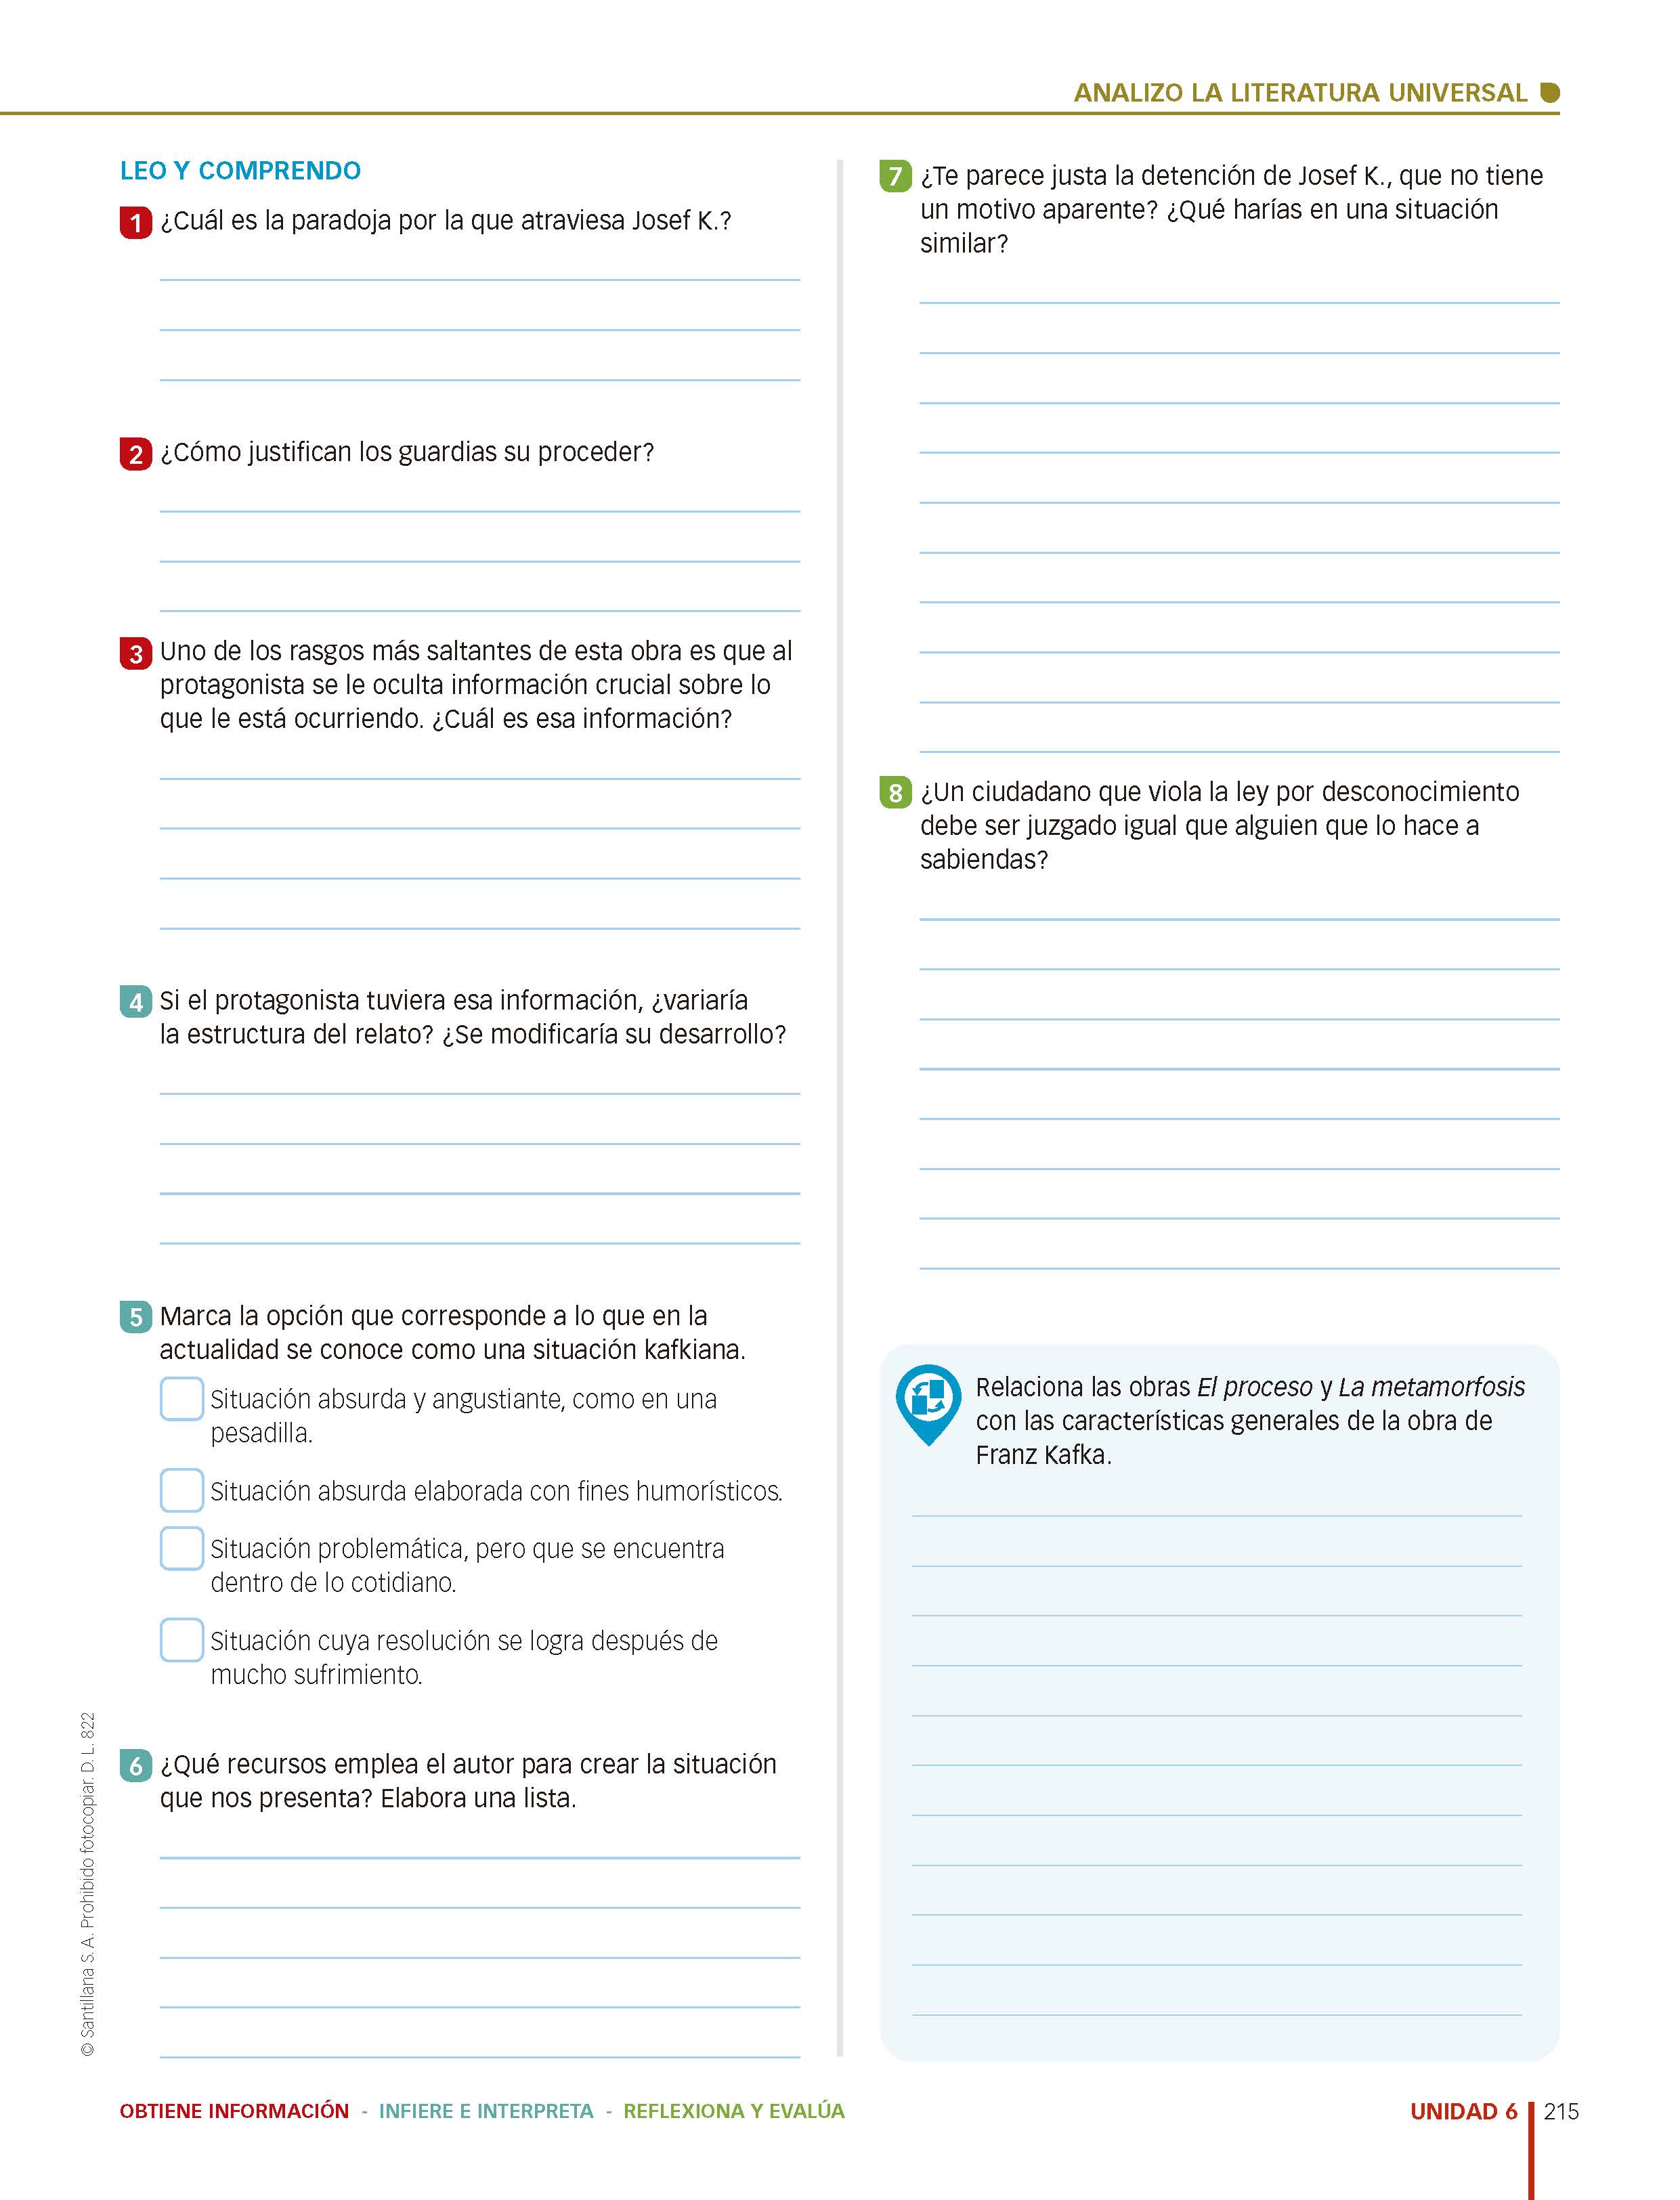 ANALIZO LA LITERATURA UNIVERSAL
LEO Y COMPRENDO
1 ¿Cuál es la paradoja por la que atraviesa Josef K.?
2 ¿Cómo justifican los guardias su proceder?
3 Uno de los rasgos más saltantes de esta obra es que al
protagonista se le oculta información crucial sobre lo
que le está ocurriendo. ¿Cuál es esa información?
4 Si el protagonista tuviera esa información, ¿variaría
la estructura del relato? ¿Se modificaría su desarrollo?
5 Marca la opción que corresponde a lo que en la
actualidad se conoce como una situación kafkiana.
Situación absurda y angustiante, como en una
pesadilla.
Situación absurda elaborada con fines humorísticos.
Situación problemática, pero que se encuentra
dentro de lo cotidiano.
Situación cuya resolución se logra después de
mucho sufrimiento.
6 ¿Qué recursos emplea el autor para crear la situación
que nos presenta? Elabora una lista.
7 ¿Te parece justa la detención de Josef K., que no tiene
un motivo aparente? ¿Qué harías en una situación
similar?
8 ¿Un ciudadano que viola la ley por desconocimiento
debe ser juzgado igual que alguien que lo hace a
sabiendas?
Relaciona las obras El proceso y La metamorfosis
con las características generales de la obra de
Franz Kafka.
© Santillana S. A. Prohibido fotocopiar. D. L. 822
OBTIENE INFORMACIÓN - INFIERE E INTERPRETA - REFLEXIONA Y EVALÚA
UNIDAD 6 215